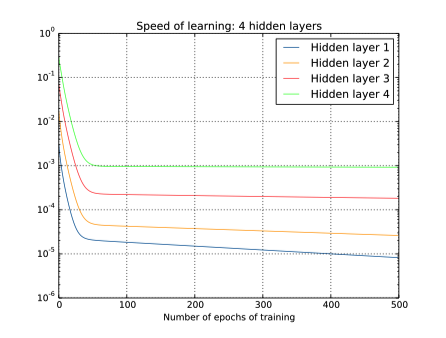 Speed of learning: 4 hidden layers
10^0
10^-1
10^-2
10^-3
10^-4
10^-5
10^-6
Hidden layer 1
Hidden layer 2
Hidden layer 3
Hidden layer 4
0 100 200 300 400 500
Number of epochs of training